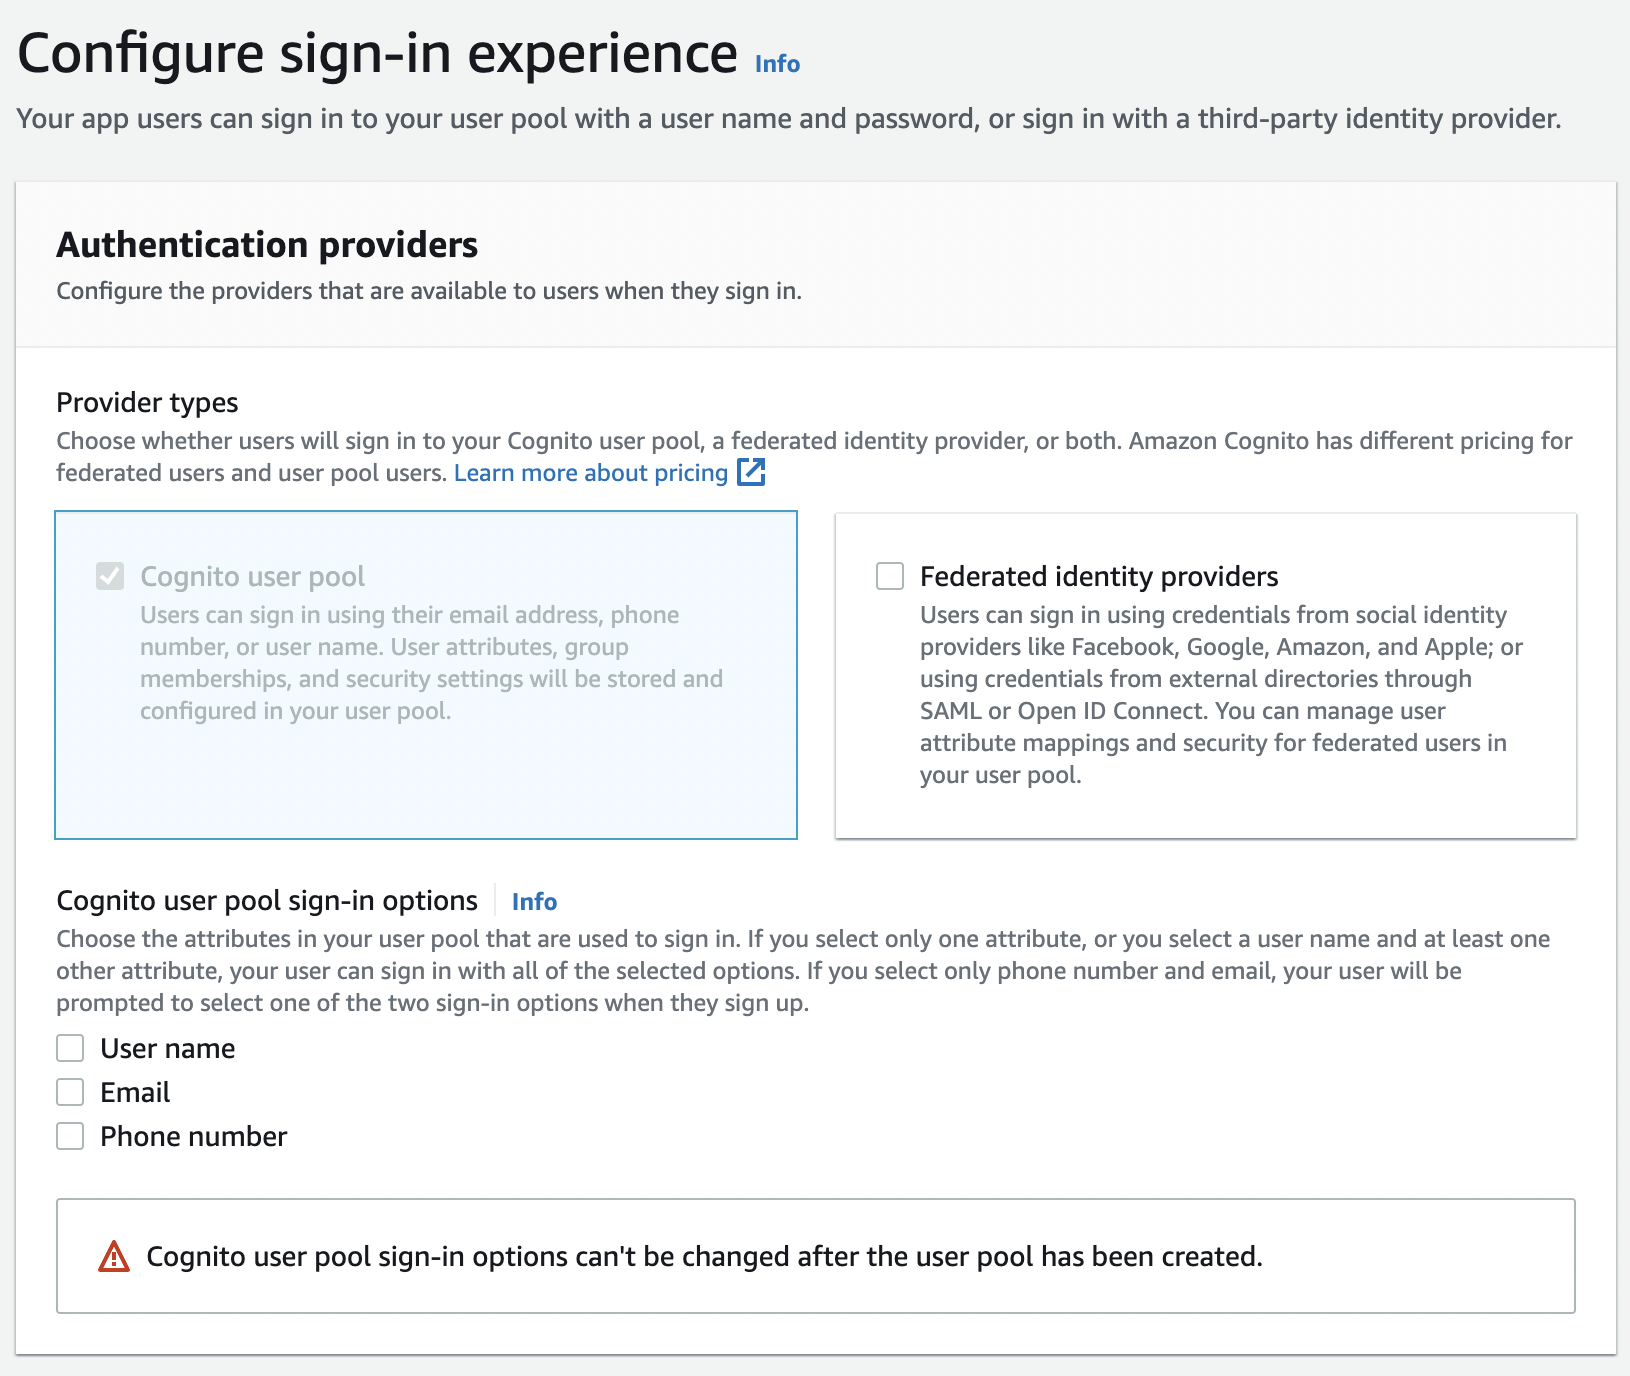 Configure sign-in experience Info
Your app users can sign in to your user pool with a user name and password, or sign in with a third-party identity provider.
Authentication providers
Configure the providers that are available to users when they sign in.
Provider types
Choose whether users will sign in to your Cognito user pool, a federated identity provider, or both. Amazon Cognito has different pricing for
federated users and user pool users. Learn more about pricing
Cognito user pool
Users can sign in using their email address, phone
number, or user name. User attributes, group
memberships, and security settings will be stored and
configured in your user pool.
Federated identity providers
Users can sign in using credentials from social identity
providers like Facebook, Google, Amazon, and Apple; or
using credentials from external directories through
SAML or Open ID Connect. You can manage user
attribute mappings and security for federated users in
your user pool.
Cognito user pool sign-in options Info
Choose the attributes in your user pool that are used to sign in. If you select only one attribute, or you select a user name and at least one
other attribute, your user can sign in with all of the selected options. If you select only phone number and email, your user will be
prompted to select one of the two sign-in options when they sign up.
User name
Email
Phone number
Cognito user pool sign-in options can't be changed after the user pool has been created.